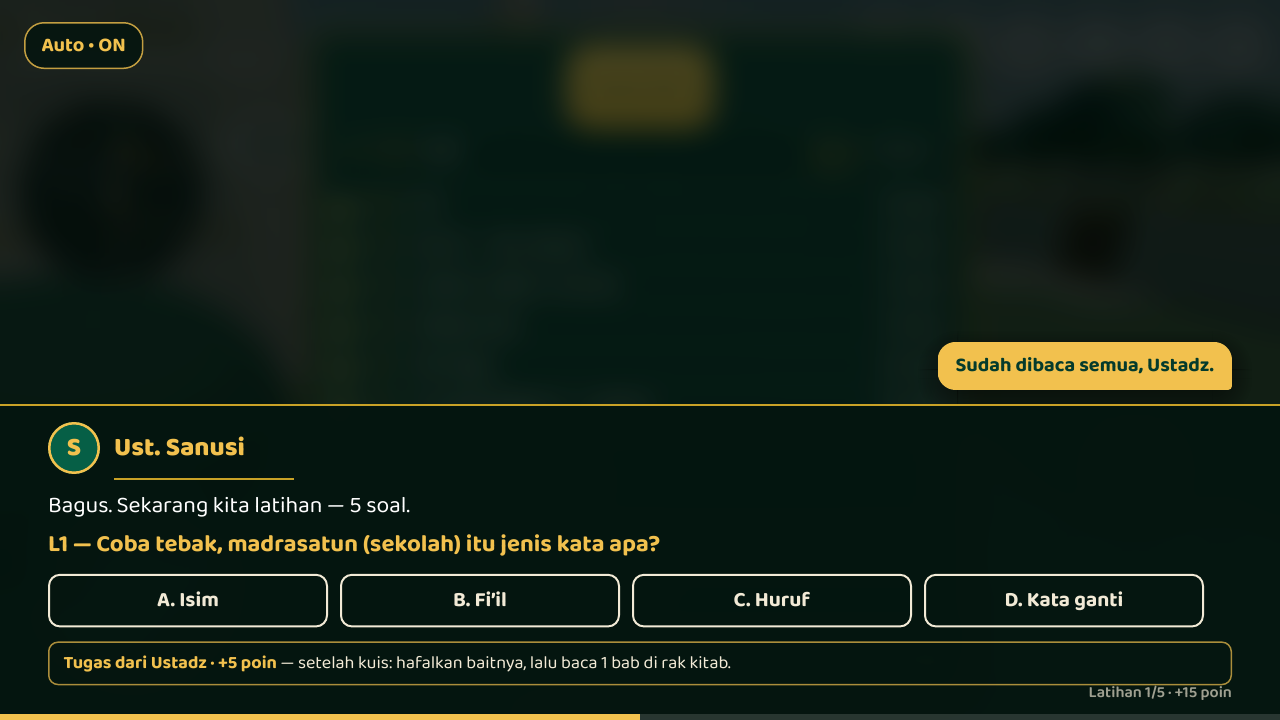 Auto • ON
Sudah dibaca semua, Ustadz.
S
Ust. Sanusi
Bagus. Sekarang kita latihan — 5 soal.
L1 — Coba tebak, madrasatun (sekolah) itu jenis kata apa?
A. Isim
B. Fi’il
C. Huruf
D. Kata ganti
Tugas dari Ustadz · +5 poin — setelah kuis: hafalkan baitnya, lalu baca 1 bab di rak kitab.
Latihan 1/5 · +15 poin